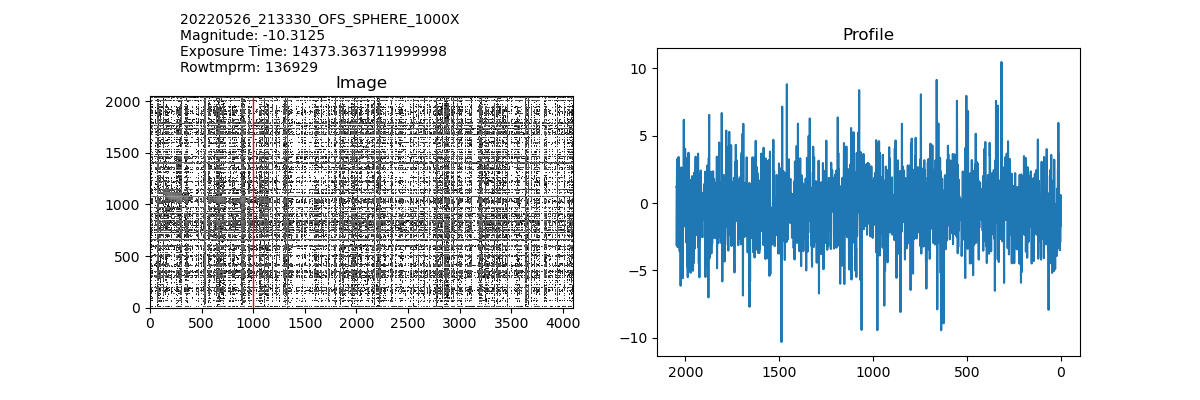 20220526_213330_OFS_SPHERE_1000X
Magnitude: -10.3125
Exposure Time: 14373.363711999998
Rowtmprm: 136929
Image
2000
1500
1000
500
0
0 500 1000 1500 2000 2500 3000 3500 4000
Profile
10
5
0
−5
−10
2000 1500 1000 500 0